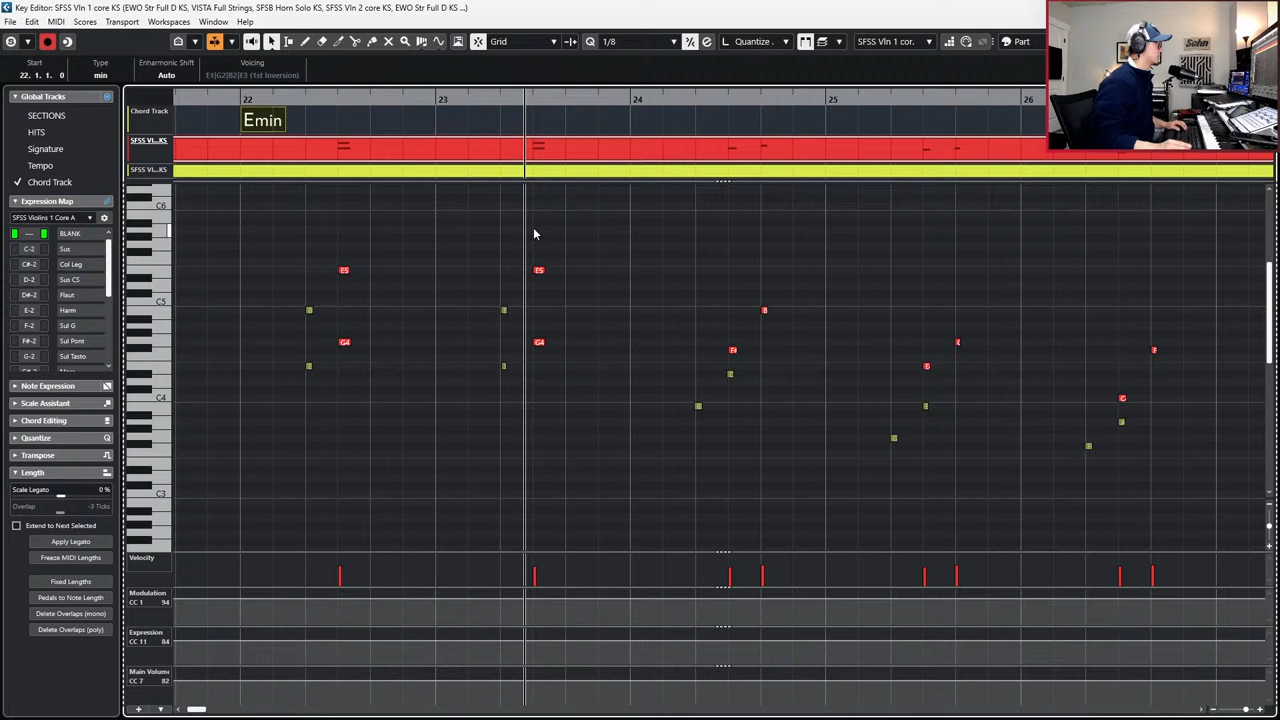 Key Editor: SFSS Vln 1 core KS (EWO Str Full D KS, VISTA Full Strings, SFSB Horn Solo KS, SFSS Vln 2 core KS, EWO Str Full D KS ...)
File Edit MIDI Scores Transport Workspaces Window Help
Grid 1/8 Quantize SFSS Vln 1 cor. Part
Start Type Enharmonic Shift Voicing
22. 1. 1. 0 min Auto E1|G2|B2|E3 (1st Inversion)
Global Tracks
SECTIONS
HITS
Signature
Tempo
Chord Track
Expression Map
SFSS Violins 1 Core A
--- BLANK
C-2 Sus
C#-2 Col Leg
D-2 Sus CS
D#-2 Flaut
E-2 Harm
F-2 Sul G
F#-2 Sul Pont
G-2 Sul Tasto
Note Expression
Scale Assistant
Chord Editing
Quantize
Transpose
Length
Scale Legato 0 %
Overlap -3 Ticks
Extend to Next Selected
Apply Legato
Freeze MIDI Lengths
Fixed Lengths
Pedals to Note Length
Delete Overlaps (mono)
Delete Overlaps (poly)
22 23 24 25 26
Chord Track
Emin
SFSS VI...KS
SFSS VI...KS
C6
E5 E5
C5
B
G4 G4
B
C4
G
C3
Velocity
Modulation
CC 1 94
Expression
CC 11 84
Main Volume
CC 7 82